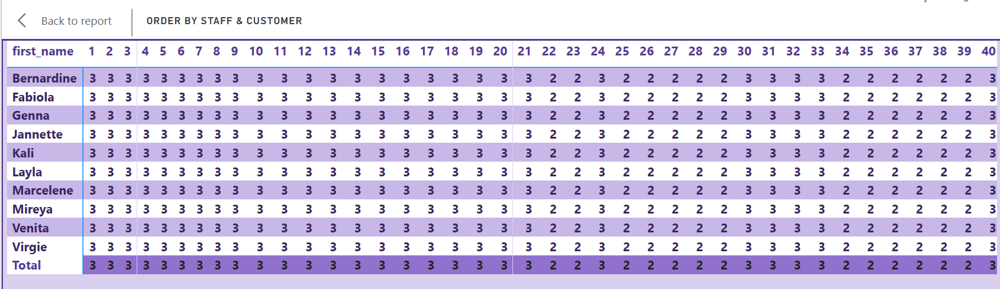 Back to report ORDER BY STAFF & CUSTOMER
first_name 1 2 3 4 5 6 7 8 9 10 11 12 13 14 15 16 17 18 19 20 21 22 23 24 25 26 27 28 29 30 31 32 33 34 35 36 37 38 39 40
Bernardine 3 3 3 3 3 3 3 3 3 3 3 3 3 3 3 3 3 3 3 3 3 2 2 3 2 2 2 2 2 3 3 3 3 2 2 2 2 2 2 3
Fabiola 3 3 3 3 3 3 3 3 3 3 3 3 3 3 3 3 3 3 3 3 3 2 2 3 2 2 2 2 2 3 3 3 3 2 2 2 2 2 2 3
Genna 3 3 3 3 3 3 3 3 3 3 3 3 3 3 3 3 3 3 3 3 3 2 2 3 2 2 2 2 2 3 3 3 3 2 2 2 2 2 2 3
Jannette 3 3 3 3 3 3 3 3 3 3 3 3 3 3 3 3 3 3 3 3 3 2 2 3 2 2 2 2 2 3 3 3 3 2 2 2 2 2 2 3
Kali 3 3 3 3 3 3 3 3 3 3 3 3 3 3 3 3 3 3 3 3 3 2 2 3 2 2 2 2 2 3 3 3 3 2 2 2 2 2 2 3
Layla 3 3 3 3 3 3 3 3 3 3 3 3 3 3 3 3 3 3 3 3 3 2 2 3 2 2 2 2 2 3 3 3 3 2 2 2 2 2 2 3
Marcelene 3 3 3 3 3 3 3 3 3 3 3 3 3 3 3 3 3 3 3 3 3 2 2 3 2 2 2 2 2 3 3 3 3 2 2 2 2 2 2 3
Mireya 3 3 3 3 3 3 3 3 3 3 3 3 3 3 3 3 3 3 3 3 3 2 2 3 2 2 2 2 2 3 3 3 3 2 2 2 2 2 2 3
Venita 3 3 3 3 3 3 3 3 3 3 3 3 3 3 3 3 3 3 3 3 3 2 2 3 2 2 2 2 2 3 3 3 3 2 2 2 2 2 2 3
Virgie 3 3 3 3 3 3 3 3 3 3 3 3 3 3 3 3 3 3 3 3 3 2 2 3 2 2 2 2 2 3 3 3 3 2 2 2 2 2 2 3
Total 3 3 3 3 3 3 3 3 3 3 3 3 3 3 3 3 3 3 3 3 3 2 2 3 2 2 2 2 2 3 3 3 3 2 2 2 2 2 2 3